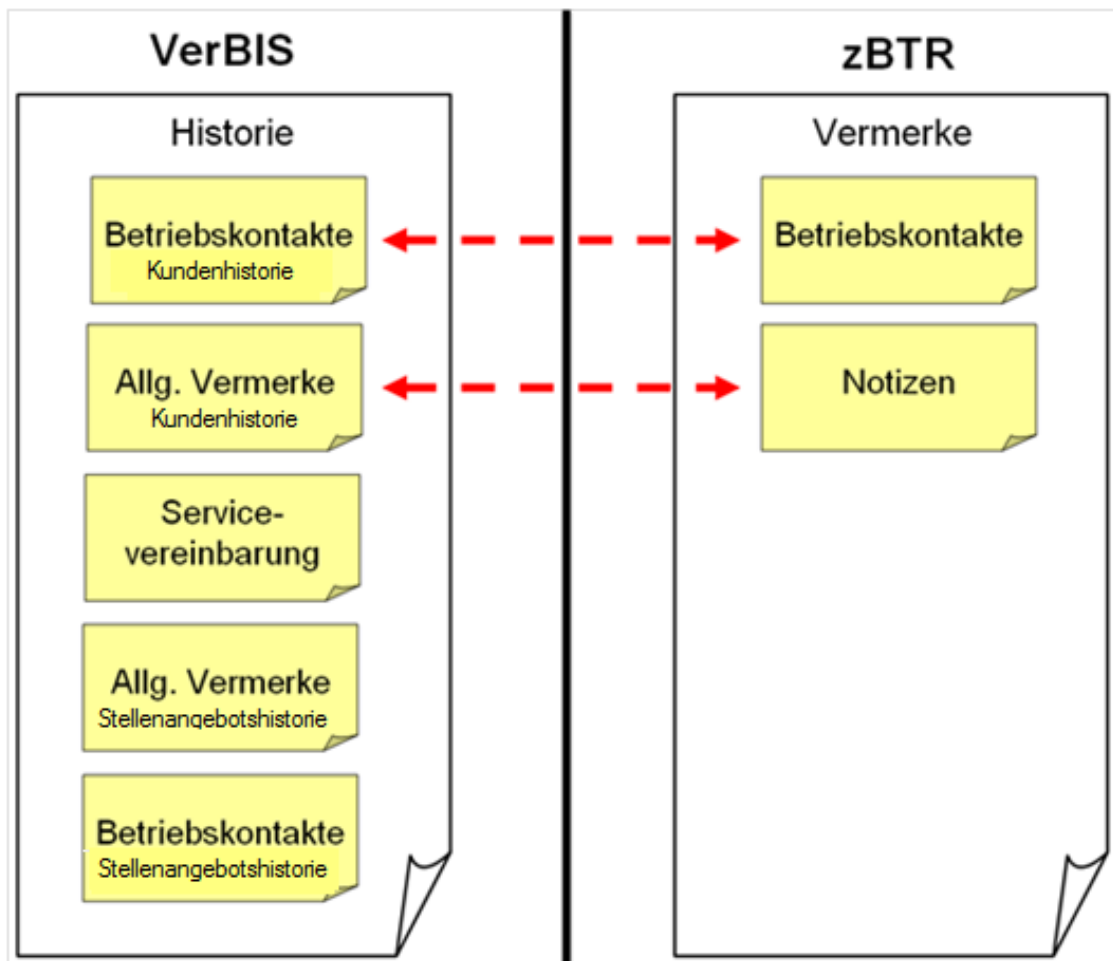 VerBIS
Historie
Betriebskontakte
Kundenhistorie
Allg. Vermerke
Kundenhistorie
Service-
vereinbarung
Allg. Vermerke
Stellenangebotshistorie
Betriebskontakte
Stellenangebotshistorie
zBTR
Vermerke
Betriebskontakte
Notizen